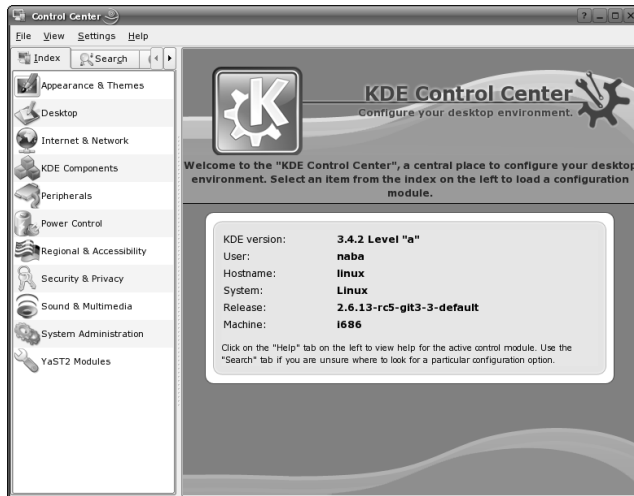 Control Center
File View Settings Help
Index Search
Appearance & Themes
Desktop
Internet & Network
KDE Components
Peripherals
Power Control
Regional & Accessibility
Security & Privacy
Sound & Multimedia
System Administration
YaST2 Modules
KDE Control Center
Configure your desktop environment.
Welcome to the "KDE Control Center", a central place to configure your desktop
environment. Select an item from the index on the left to load a configuration
module.
KDE version: 3.4.2 Level "a"
User: naba
Hostname: linux
System: Linux
Release: 2.6.13-rc5-git3-3-default
Machine: i686
Click on the "Help" tab on the left to view help for the active control module. Use the
"Search" tab if you are unsure where to look for a particular configuration option.